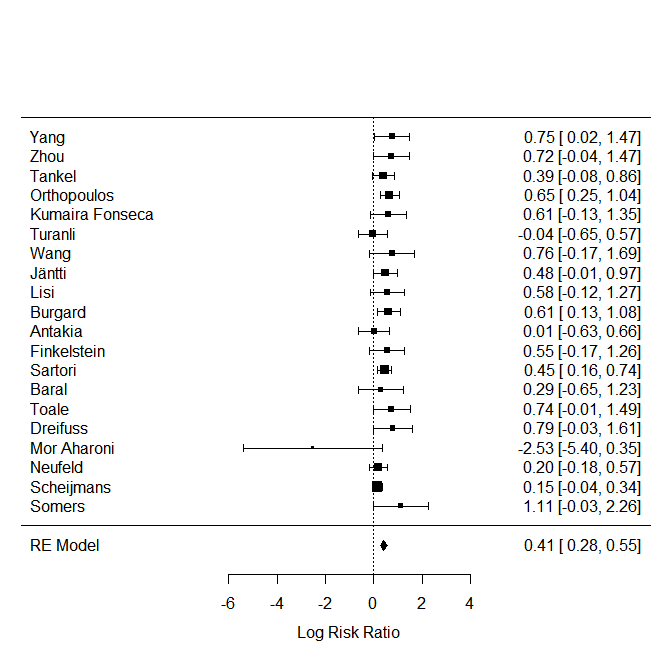 Yang 0.75 [ 0.02, 1.47]
Zhou 0.72 [-0.04, 1.47]
Tankel 0.39 [-0.08, 0.86]
Orthopoulos 0.65 [ 0.25, 1.04]
Kumaira Fonseca 0.61 [-0.13, 1.35]
Turanli -0.04 [-0.65, 0.57]
Wang 0.76 [-0.17, 1.69]
Jäntti 0.48 [-0.01, 0.97]
Lisi 0.58 [-0.12, 1.27]
Burgard 0.61 [ 0.13, 1.08]
Antakia 0.01 [-0.63, 0.66]
Finkelstein 0.55 [-0.17, 1.26]
Sartori 0.45 [ 0.16, 0.74]
Baral 0.29 [-0.65, 1.23]
Toale 0.74 [-0.01, 1.49]
Dreifuss 0.79 [-0.03, 1.61]
Mor Aharoni -2.53 [-5.40, 0.35]
Neufeld 0.20 [-0.18, 0.57]
Scheijmans 0.15 [-0.04, 0.34]
Somers 1.11 [-0.03, 2.26]
RE Model 0.41 [ 0.28, 0.55]
-6 -4 -2 0 2 4
Log Risk Ratio